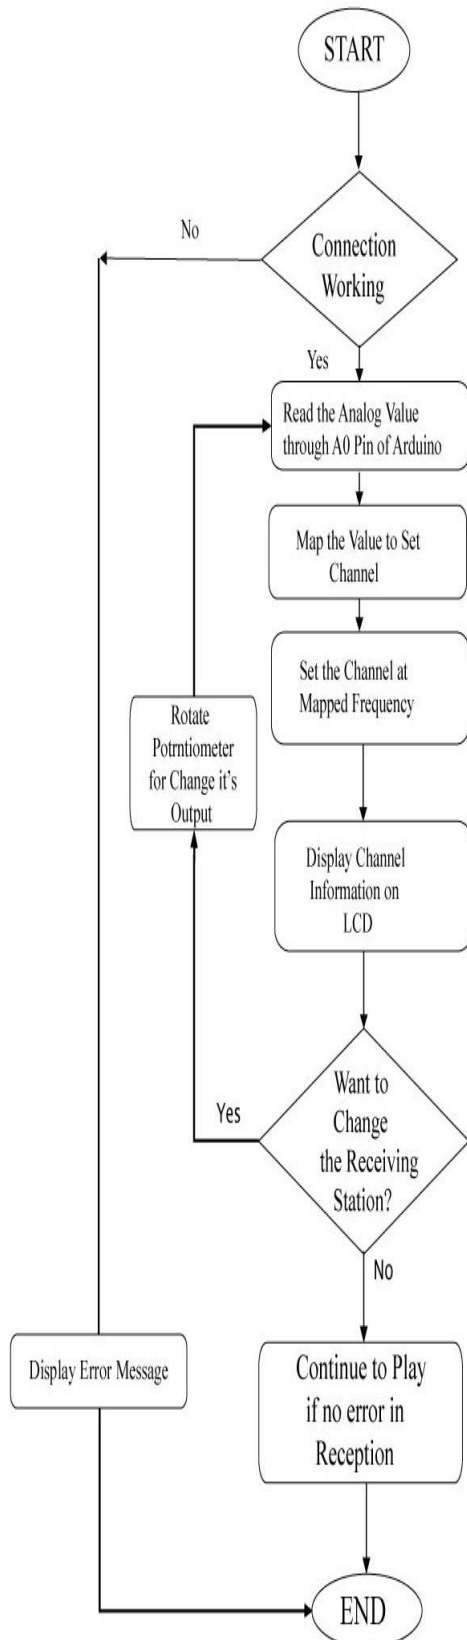 START
No
Connection
Working
Yes
Read the Analog Value
through A0 Pin of Arduino
Map the Value to Set
Channel
Set the Channel at
Mapped Frequency
Rotate
Potrntiometer
for Change it's
Output
Display Channel
Information on
LCD
Want to
Change
the Receiving
Station?
Yes
No
Display Error Message
Continue to Play
if no error in
Reception
END